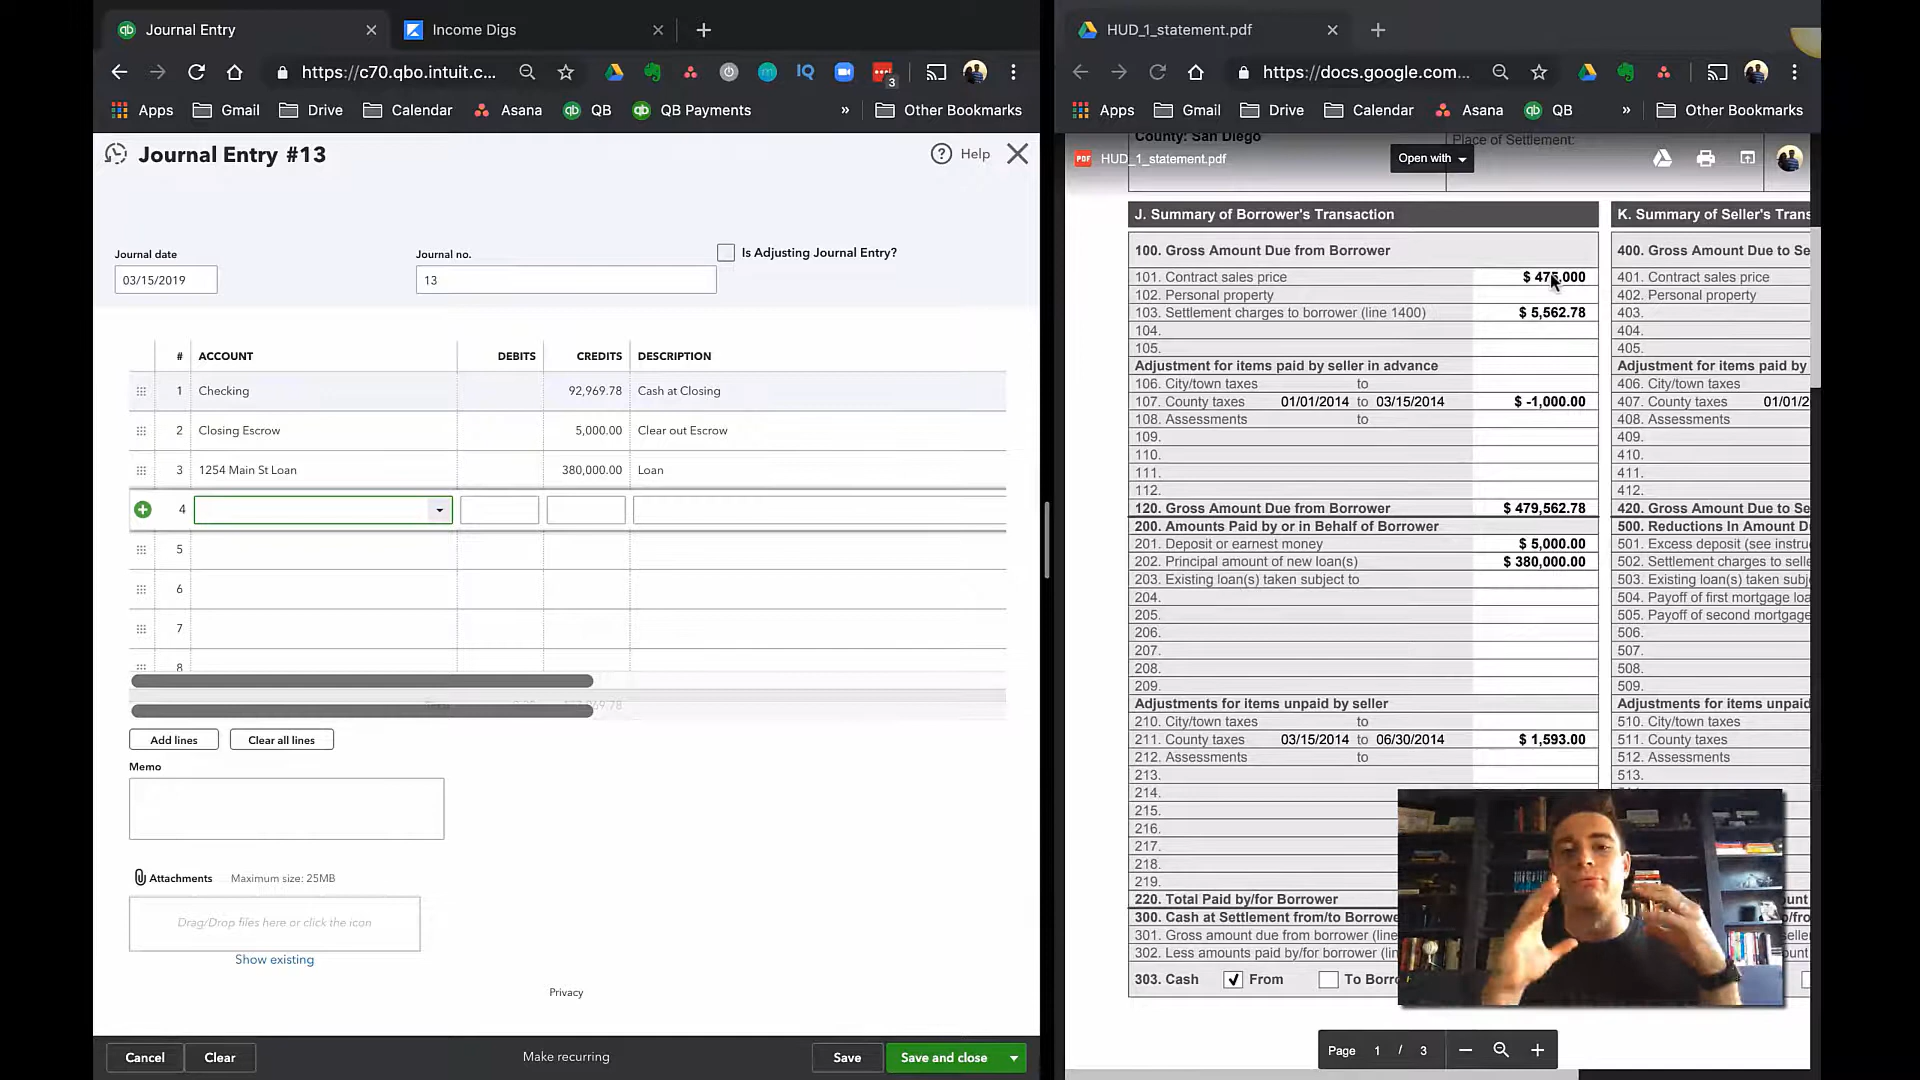 Journal Entry
Income Digs
https://c70.qbo.intuit.c...
IQ
3
Apps
Gmail
Drive
Calendar
Asana
QB
QB Payments
»
Other Bookmarks
Journal Entry #13
Help
Journal date
Journal no.
Is Adjusting Journal Entry?
03/15/2019
13
# ACCOUNT DEBITS CREDITS DESCRIPTION
1 Checking 92,969.78 Cash at Closing
2 Closing Escrow 5,000.00 Clear out Escrow
3 1254 Main St Loan 380,000.00 Loan
4
5
6
7
8
Add lines
Clear all lines
Memo
Attachments Maximum size: 25MB
Drag/Drop files here or click the icon
Show existing
Privacy
Cancel
Clear
Make recurring
Save
Save and close
HUD_1_statement.pdf
https://docs.google.com...
Apps
Gmail
Drive
Calendar
Asana
QB
»
Other Bookmarks
County: San Diego
Place of Settlement:
PDF HUD_1_statement.pdf
Open with
J. Summary of Borrower's Transaction
100. Gross Amount Due from Borrower
101. Contract sales price $ 475,000
102. Personal property
103. Settlement charges to borrower (line 1400) $ 5,562.78
104.
105.
Adjustment for items paid by seller in advance
106. City/town taxes to
107. County taxes 01/01/2014 to 03/15/2014 $ -1,000.00
108. Assessments to
109.
110.
111.
112.
120. Gross Amount Due from Borrower $ 479,562.78
200. Amounts Paid by or in Behalf of Borrower
201. Deposit or earnest money $ 5,000.00
202. Principal amount of new loan(s) $ 380,000.00
203. Existing loan(s) taken subject to
204.
205.
206.
207.
208.
209.
Adjustments for items unpaid by seller
210. City/town taxes to
211. County taxes 03/15/2014 to 06/30/2014 $ 1,593.00
212. Assessments to
213.
214.
215.
216.
217.
218.
219.
220. Total Paid by/for Borrower
300. Cash at Settlement from/to Borrowe
301. Gross amount due from borrower (line
302. Less amounts paid by/for borrower (lin
303. Cash From To Borro
K. Summary of Seller's Trans
400. Gross Amount Due to Se
401. Contract sales price
402. Personal property
403.
404.
405.
Adjustment for items paid by
406. City/town taxes
407. County taxes 01/01/2
408. Assessments
409.
410.
411.
412.
420. Gross Amount Due to Se
500. Reductions In Amount D
501. Excess deposit (see instru
502. Settlement charges to selle
503. Existing loan(s) taken subj
504. Payoff of first mortgage loa
505. Payoff of second mortgage
506.
507.
508.
509.
Adjustments for items unpaid
510. City/town taxes
511. County taxes
512. Assessments
513.
Page 1 / 3